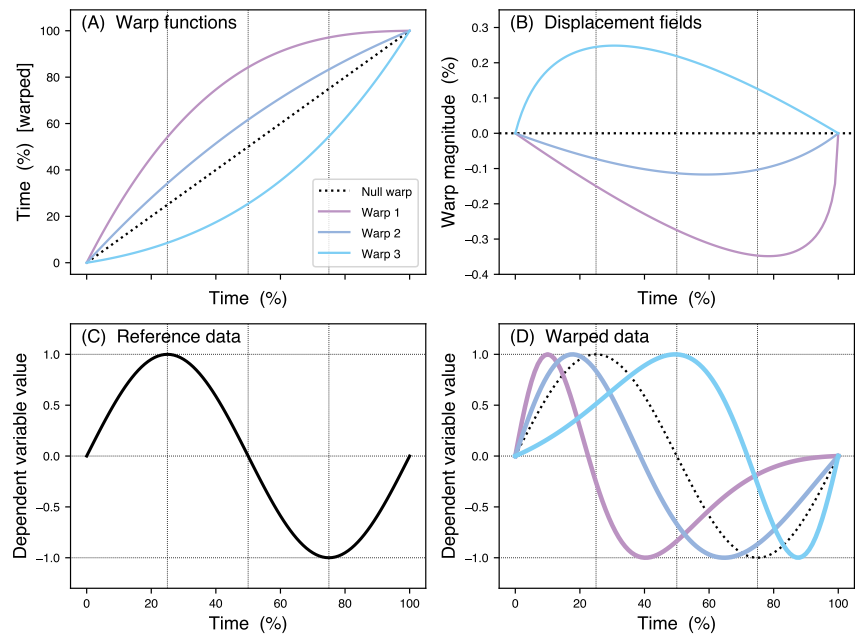 (A) Warp functions
Time (%) [warped]
100
80
60
40
20
0
Null warp
Warp 1
Warp 2
Warp 3
Time (%)
(B) Displacement fields
Warp magnitude (%)
0.3
0.2
0.1
0.0
−0.1
−0.2
−0.3
−0.4
Time (%)
(C) Reference data
Dependent variable value
1.0
0.5
0.0
−0.5
−1.0
0 20 40 60 80 100
Time (%)
(D) Warped data
Dependent variable value
1.0
0.5
0.0
−0.5
−1.0
0 20 40 60 80 100
Time (%)